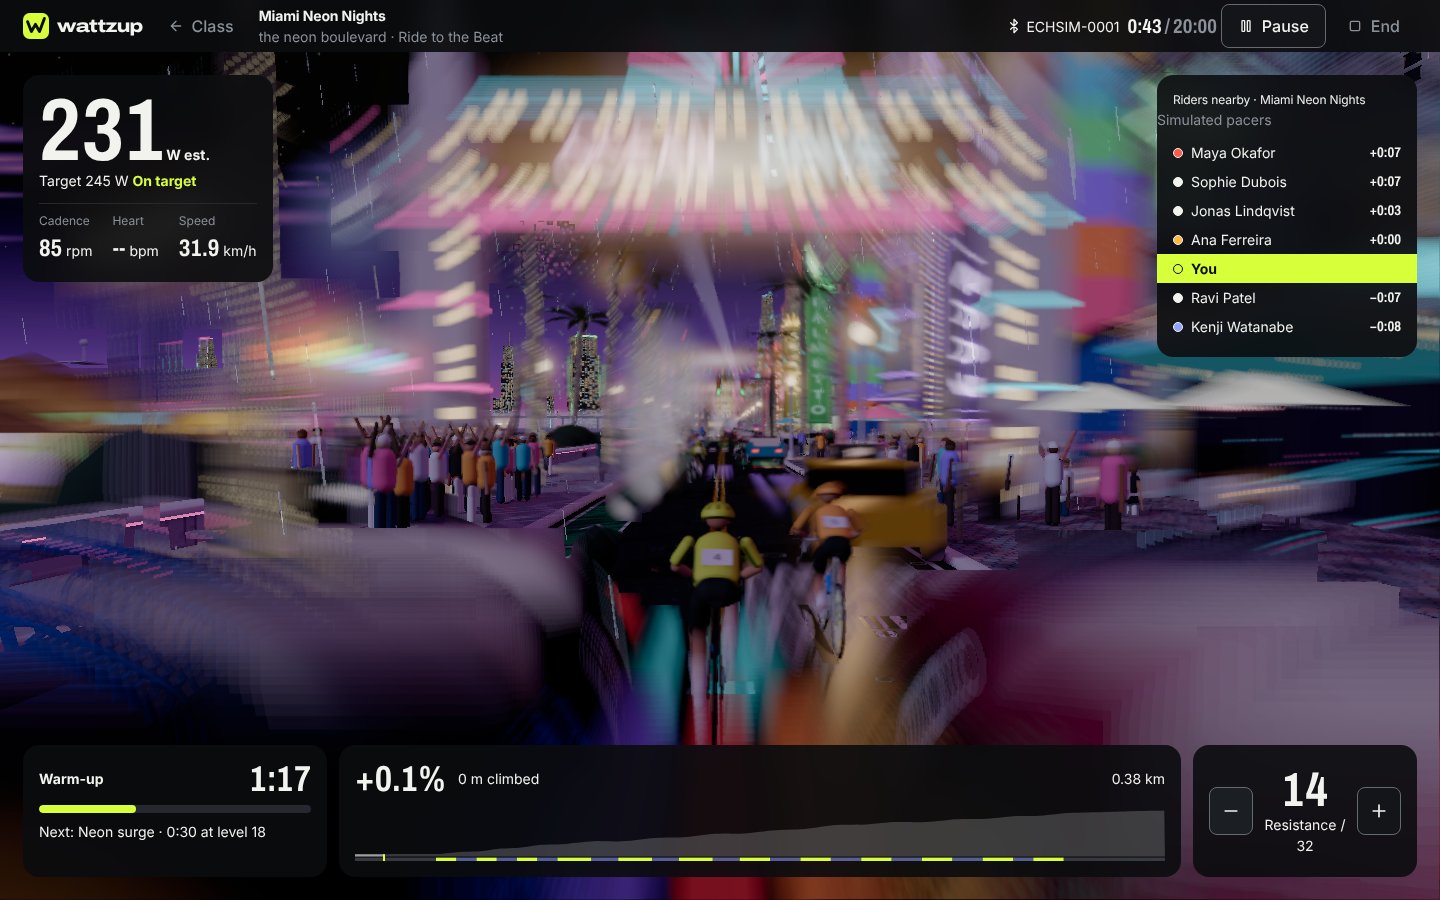 wattzup
Class
Miami Neon Nights
the neon boulevard · Ride to the Beat
ECHSIM-0001 0:43 / 20:00
Pause
End
231 W est.
Target 245 W On target
Cadence Heart Speed
85 rpm -- bpm 31.9 km/h
Riders nearby · Miami Neon Nights
Simulated pacers
Maya Okafor +0:07
Sophie Dubois +0:07
Jonas Lindqvist +0:03
Ana Ferreira +0:00
You
Ravi Patel −0:07
Kenji Watanabe −0:08
4
Warm-up 1:17
Next: Neon surge · 0:30 at level 18
+0.1% 0 m climbed 0.38 km
−
14
+
Resistance /
32